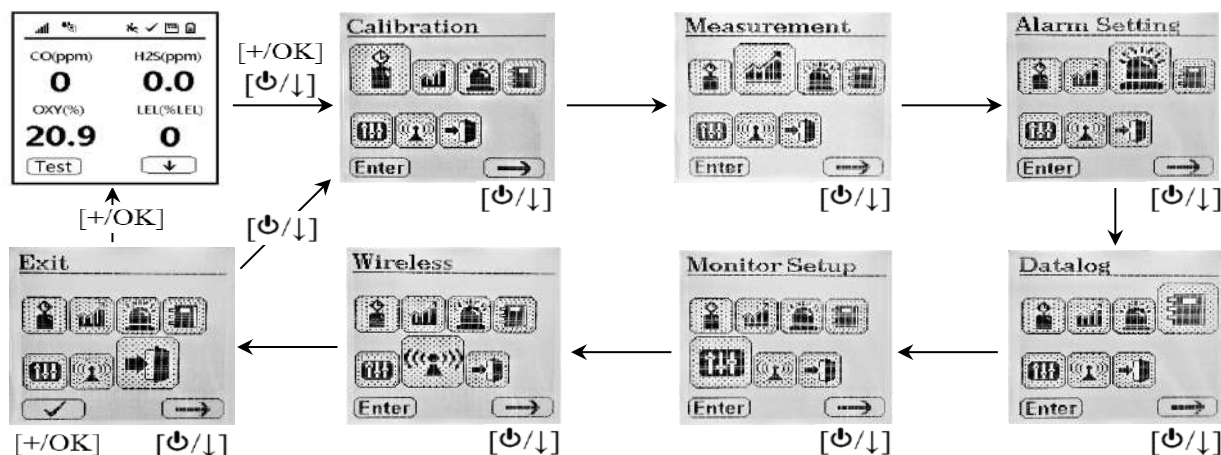 CO(ppm) H2S(ppm)
0 0.0
OXY(%) LEL(%LEL)
20.9 0
Test ↓
[+/OK]
[⏻/↓]
Calibration
Enter →
[⏻/↓]
Measurement
Enter →
[⏻/↓]
Alarm Setting
Enter →
[⏻/↓]
[+/OK]
[⏻/↓]
Exit
✓ →
[+/OK] [⏻/↓]
Wireless
Enter →
[⏻/↓]
Monitor Setup
Enter →
[⏻/↓]
Datalog
Enter →
[⏻/↓]